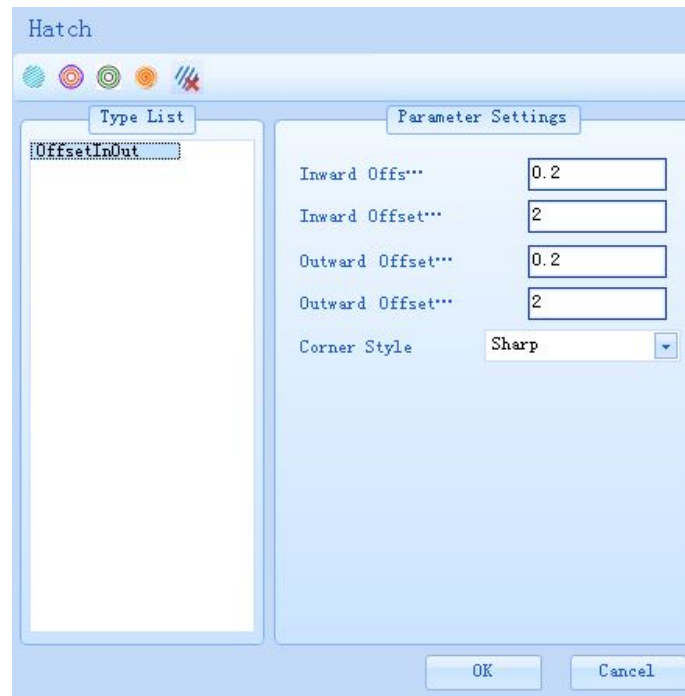 Hatch
Type List
OffsetInOut
Parameter Settings
Inward Offs… 0.2
Inward Offset… 2
Outward Offset… 0.2
Outward Offset… 2
Corner Style Sharp
OK Cancel